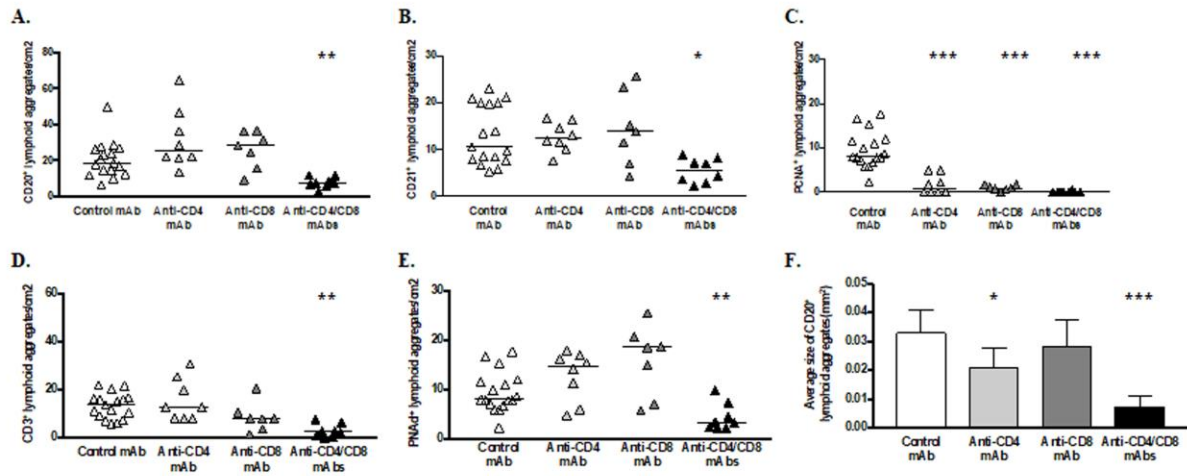 A.
CD20+ lymphoid aggregates/cm2
80
60
40
20
0
**
Control mAb Anti-CD4 mAb Anti-CD8 mAb Anti-CD4/CD8 mAbs
B.
CD21+ lymphoid aggregates/cm2
30
20
10
0
*
Control mAb Anti-CD4 mAb Anti-CD8 mAb Anti-CD4/CD8 mAbs
C.
PCNA+ lymphoid aggregates/cm2
30
20
10
0
*** *** ***
Control mAb Anti-CD4 mAb Anti-CD8 mAb Anti-CD4/CD8 mAbs
D.
CD3+ lymphoid aggregates/cm2
60
40
20
0
**
Control mAb Anti-CD4 mAb Anti-CD8 mAb Anti-CD4/CD8 mAbs
E.
PNAd+ lymphoid aggregates/cm2
30
20
10
0
**
Control mAb Anti-CD4 mAb Anti-CD8 mAb Anti-CD4/CD8 mAbs
F.
Average size of CD20+
lymphoid aggregates (mm2)
0.05
0.04
0.03
0.02
0.01
0.00
* ***
Control mAb Anti-CD4 mAb Anti-CD8 mAb Anti-CD4/CD8 mAbs